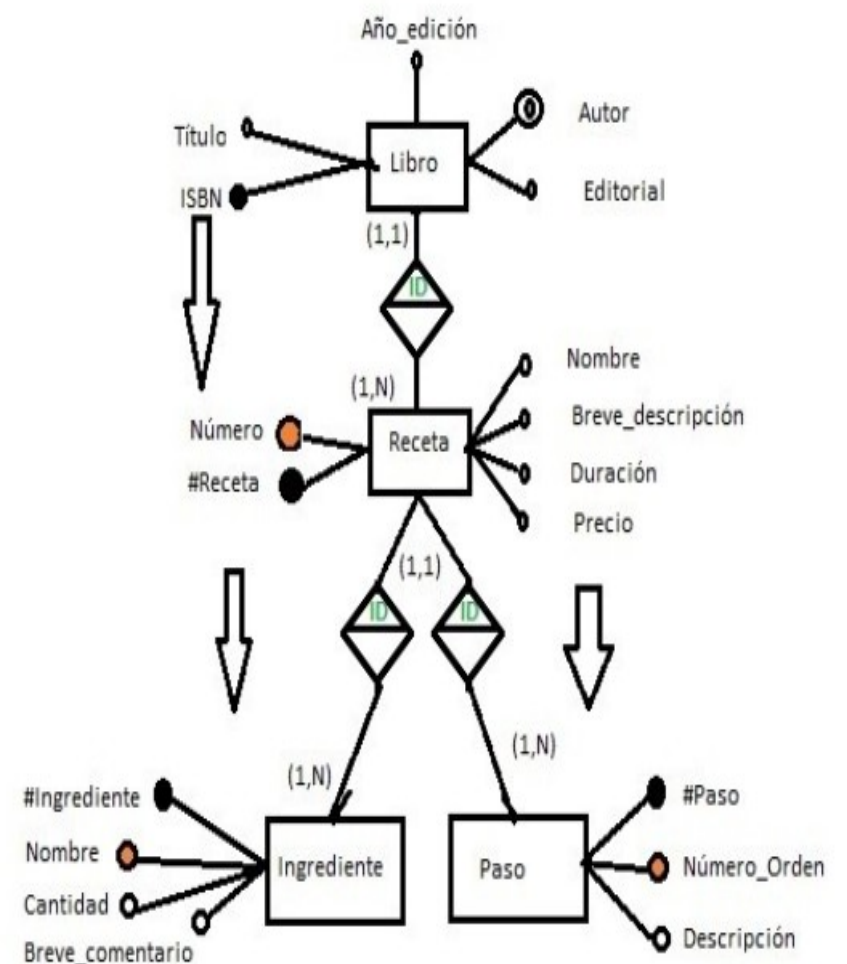 Año_edición
Título
Autor
Libro
ISBN
Editorial
(1,1)
ID
Nombre
(1,N)
Breve_descripción
Número
Receta
#Receta
Duración
Precio
(1,1)
ID
ID
(1,N)
(1,N)
#Ingrediente
#Paso
Nombre
Ingrediente
Paso
Número_Orden
Cantidad
Breve_comentario
Descripción